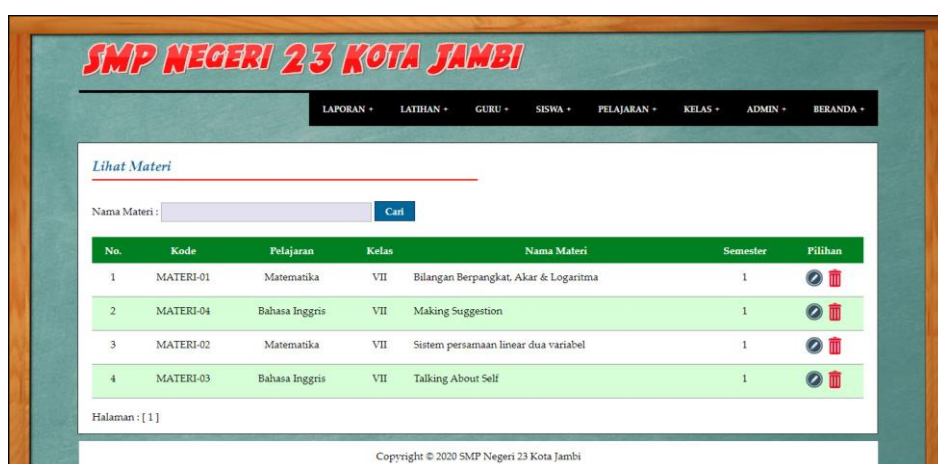 SMP NEGERI 23 KOTA JAMBI
LAPORAN + LATIHAN + GURU + SISWA + PELAJARAN + KELAS + ADMIN + BERANDA +
Lihat Materi
Nama Materi : Cari
No. Kode Pelajaran Kelas Nama Materi Semester Pilihan
1 MATERI-01 Matematika VII Bilangan Berpangkat, Akar & Logaritma 1
2 MATERI-04 Bahasa Inggris VII Making Suggestion 1
3 MATERI-02 Matematika VII Sistem persamaan linear dua variabel 1
4 MATERI-03 Bahasa Inggris VII Talking About Self 1
Halaman : [ 1 ]
Copyright © 2020 SMP Negeri 23 Kota Jambi